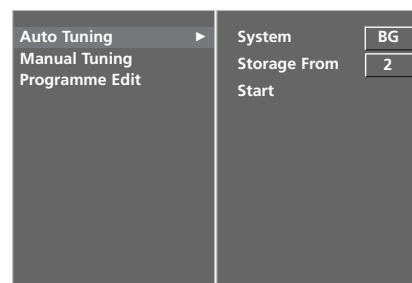 Auto Tuning ►
Manual Tuning
Programme Edit
System BG
Storage From 2
Start